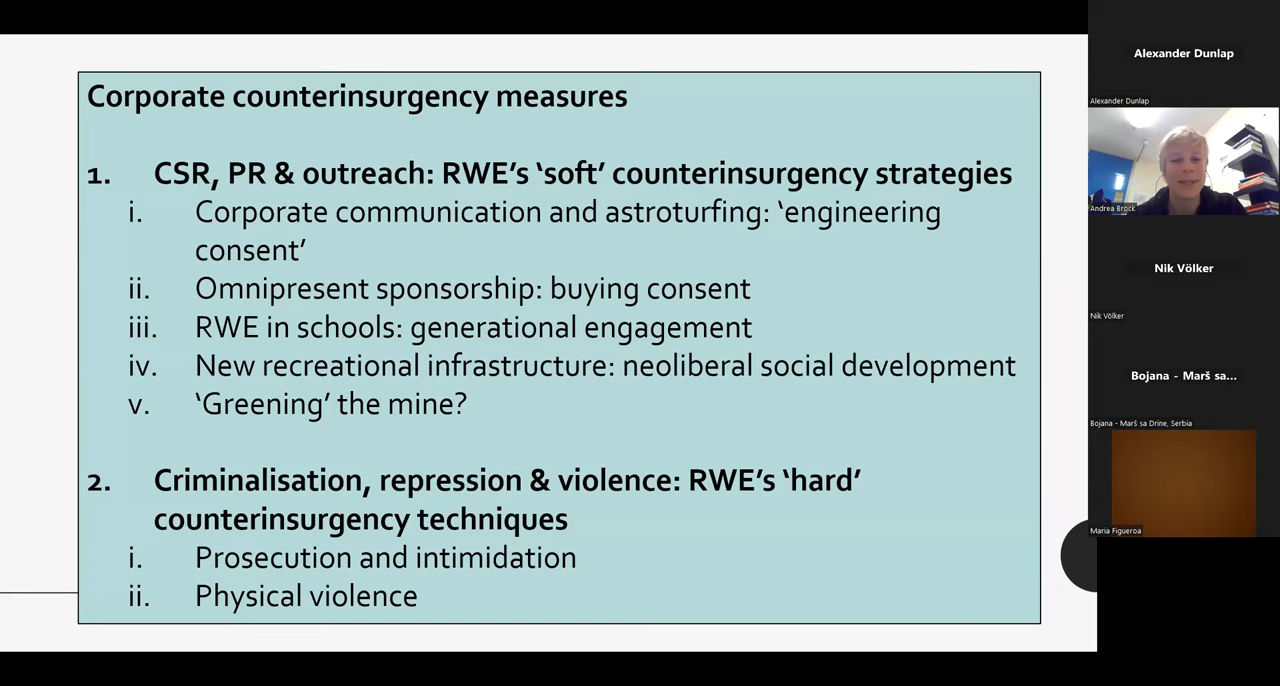 Corporate counterinsurgency measures
1. CSR, PR & outreach: RWE’s ‘soft’ counterinsurgency strategies
i. Corporate communication and astroturfing: ‘engineering
consent’
ii. Omnipresent sponsorship: buying consent
iii. RWE in schools: generational engagement
iv. New recreational infrastructure: neoliberal social development
v. ‘Greening’ the mine?
2. Criminalisation, repression & violence: RWE’s ‘hard’
counterinsurgency techniques
i. Prosecution and intimidation
ii. Physical violence
Alexander Dunlap
Alexander Dunlap
Andrea Brock
Nik Völker
Nik Völker
Bojana - Marš sa...
Bojana - Marš sa Drine, Serbia
Maria Figueroa